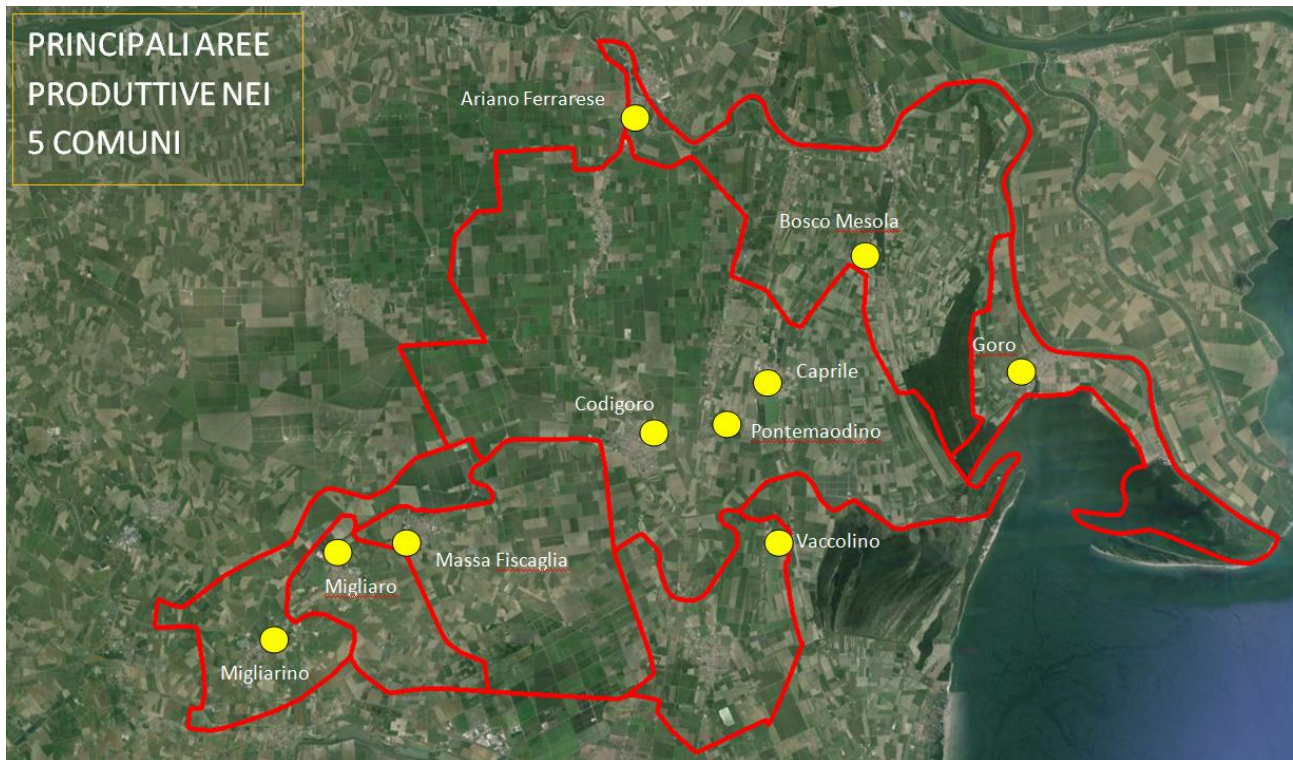 PRINCIPALI AREE
PRODUTTIVE NEI
5 COMUNI
Ariano Ferrarese
Bosco Mesola
Goro
Caprile
Codigoro
Pontemaodino
Vaccolino
Massa Fiscaglia
Migliaro
Migliarino